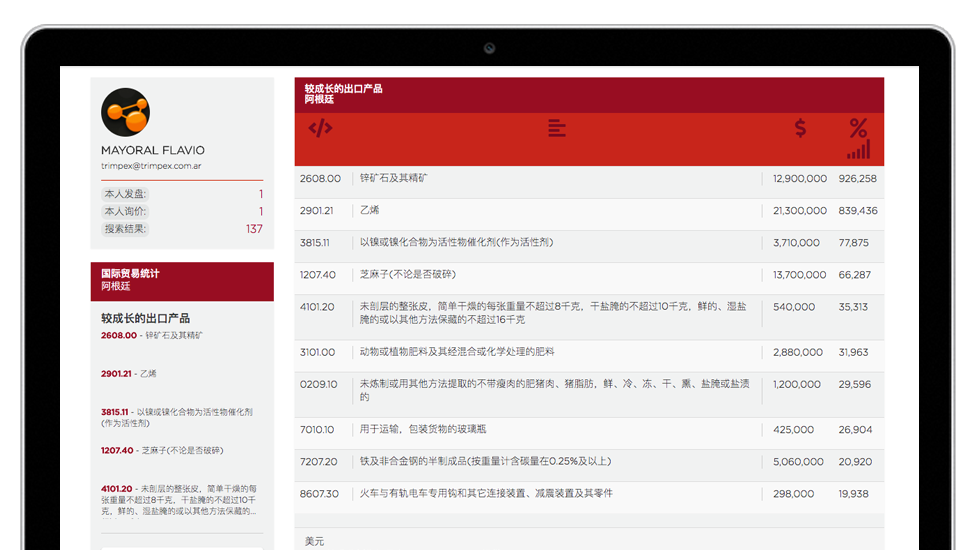 MAYORAL FLAVIO
trimpex@trimpex.com.ar
本人发盘: 1
本人询价: 1
搜索结果: 137
国际贸易统计
阿根廷
较成长的出口产品
2608.00 - 锌矿石及其精矿
2901.21 - 乙烯
3815.11 - 以镍或镍化合物为活性物催化剂
(作为活性剂)
1207.40 - 芝麻子(不论是否破碎)
4101.20 - 未剖层的整张皮，简单干燥的每
张重量不超过8千克，干盐腌的不超过10千
克，鲜的、湿盐腌的或以其他方法保藏的...
较成长的出口产品
阿根廷
</> $ %
2608.00 锌矿石及其精矿 12,900,000 926,258
2901.21 乙烯 21,300,000 839,436
3815.11 以镍或镍化合物为活性物催化剂(作为活性剂) 3,710,000 77,875
1207.40 芝麻子(不论是否破碎) 13,700,000 66,287
4101.20 未剖层的整张皮，简单干燥的每张重量不超过8千克，干盐腌的不超过10千克，鲜的、湿盐 540,000 35,313
腌的或以其他方法保藏的不超过16千克
3101.00 动物或植物肥料及其经混合或化学处理的肥料 2,880,000 31,963
0209.10 未炼制或用其他方法提取的不带瘦肉的肥猪肉、猪脂肪，鲜、冷、冻、干、熏、盐腌或盐渍 1,200,000 29,596
的
7010.10 用于运输，包装货物的玻璃瓶 425,000 26,904
7207.20 铁及非合金钢的半制成品(按重量计含碳量在0.25%及以上) 5,060,000 20,920
8607.30 火车与有轨电车专用钩和其它连接装置、减震装置及其零件 298,000 19,938
美元